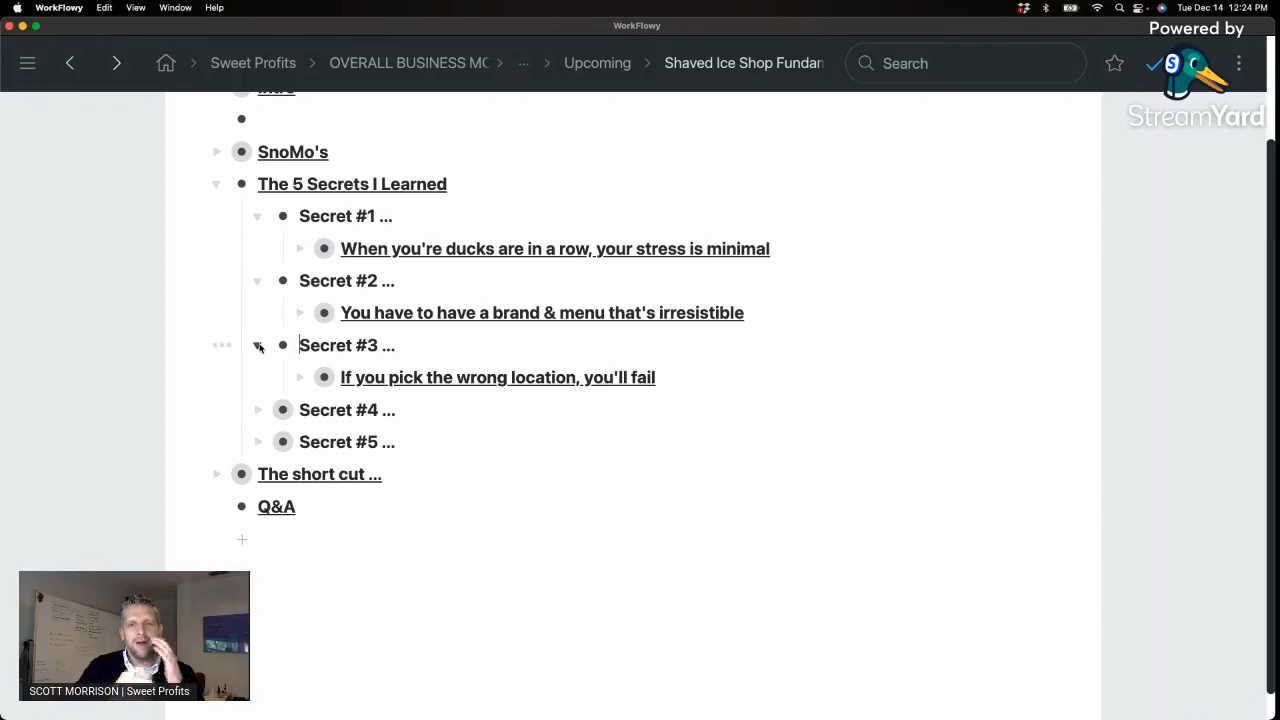 WorkFlowy Edit View Window Help Tue Dec 14 12:24 PM
WorkFlowy
Powered by
Sweet Profits OVERALL BUSINESS MO ... Upcoming Shaved Ice Shop Fundam Search
S
StreamYard
Intro
SnoMo's
The 5 Secrets I Learned
Secret #1 ...
When you're ducks are in a row, your stress is minimal
Secret #2 ...
You have to have a brand & menu that's irresistible
Secret #3 ...
If you pick the wrong location, you'll fail
Secret #4 ...
Secret #5 ...
The short cut ...
Q&A
SCOTT MORRISON | Sweet Profits